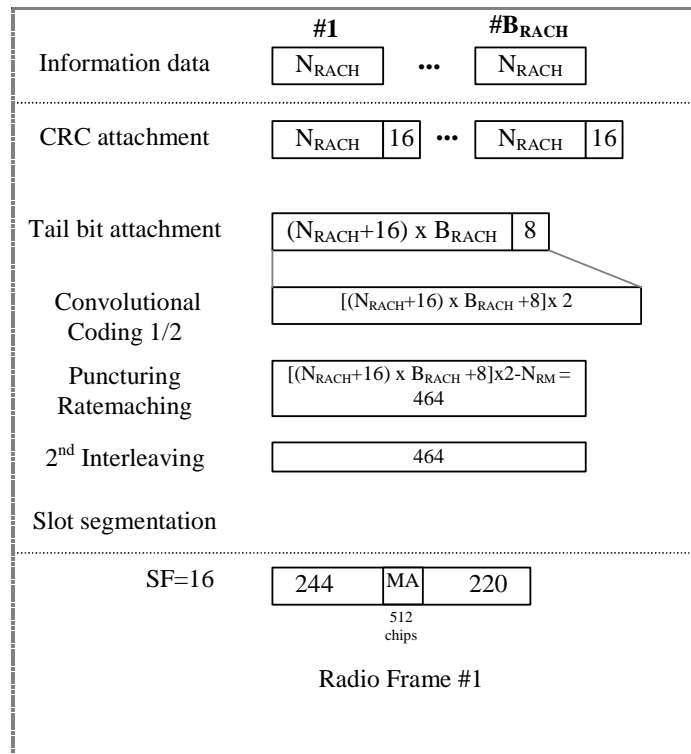 #1 #B_RACH
Information data N_RACH ••• N_RACH
CRC attachment N_RACH 16 ••• N_RACH 16
Tail bit attachment (N_RACH+16) x B_RACH 8
Convolutional
Coding 1/2
[(N_RACH+16) x B_RACH +8]x 2
Puncturing
Ratemaching
[(N_RACH+16) x B_RACH +8]x2-N_RM =
464
2nd Interleaving 464
Slot segmentation
SF=16 244 MA 220
512
chips
Radio Frame #1